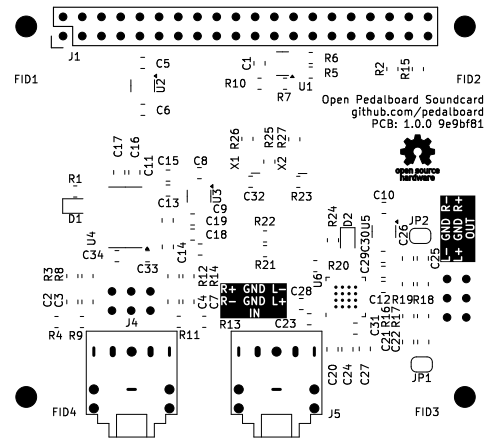 J1
C5
C1
R6
R5
R2
R15
FID1
U2
R10
R7
U1
FID2
C6
Open Pedalboard Soundcard
github.com/pedalboard
PCB: 1.0.0 9e9bf81
R26
R25
R27
C17
C16
C11
C15
C8
X1
X2
open source
hardware
R1
C32
R23
U3
D1
C9
C10
C13
C19
C18
R22
R24
D2
U5
C30
C26
JP2
L- GND R-
L+ GND R+
OUT
U4
C34
C33
C14
R21
C29
C25
R3
R8
R12
R14
U6
R20
R+ GND L-
R- GND L+
IN
C28
C12
R19
R18
C2
C3
C4
C7
J4
R4
R9
R11
R13
C23
C31
R16
R17
C21
C22
C20
C24
C27
JP1
FID4
J5
FID3